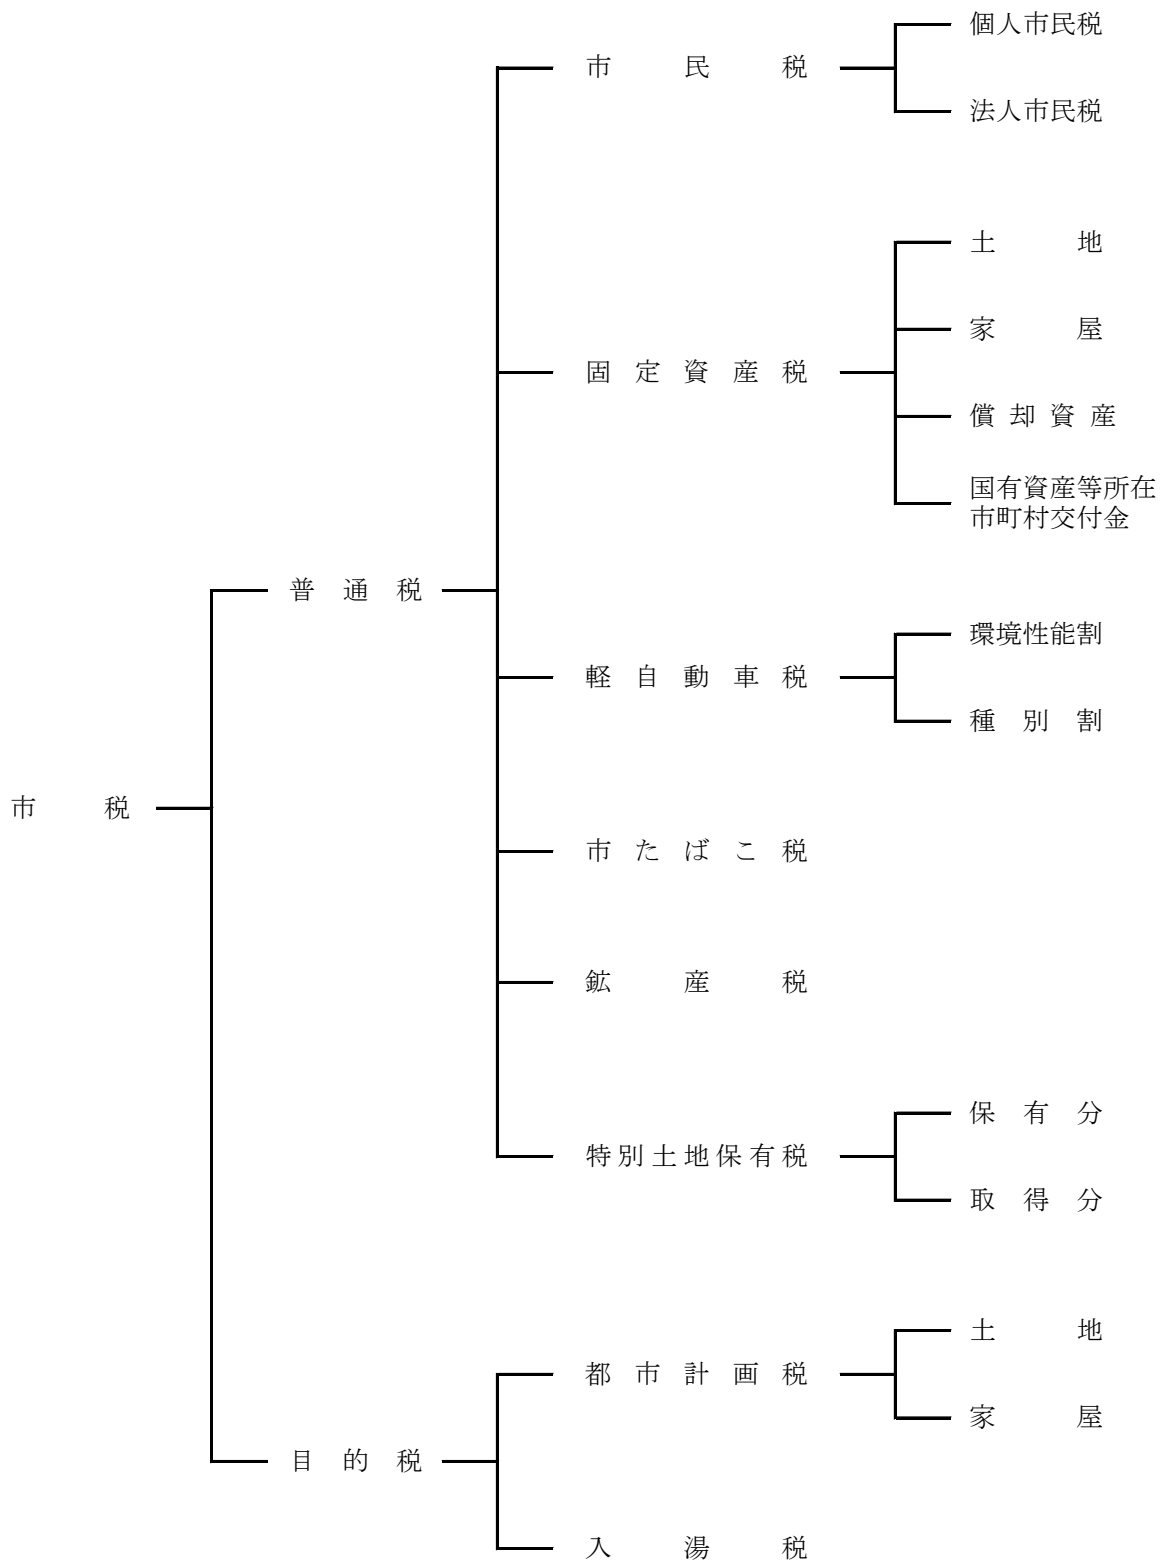 個人市民税
市民税
法人市民税
土地
家屋
固定資産税
償却資産
国有資産等所在
市町村交付金
普通税
環境性能割
軽自動車税
種別割
市税
市たばこ税
鉱産税
保有分
特別土地保有税
取得分
土地
都市計画税
家屋
目的税
入湯税